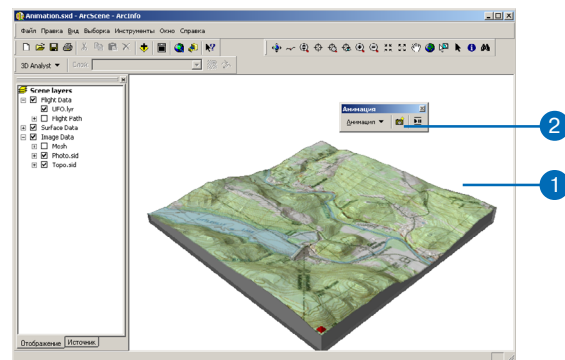 Animation.sxd - ArcScene - ArcInfo
Файл Правка Вид Выборка Инструменты Окно Справка
3D Analyst Слои:
Scene layers
Flight Data
UFO.lyr
Flight Path
Surface Data
Image Data
Mosh
Photo.sid
Topo.sid
Анимация
Анимация
2
1
Отображение Источник